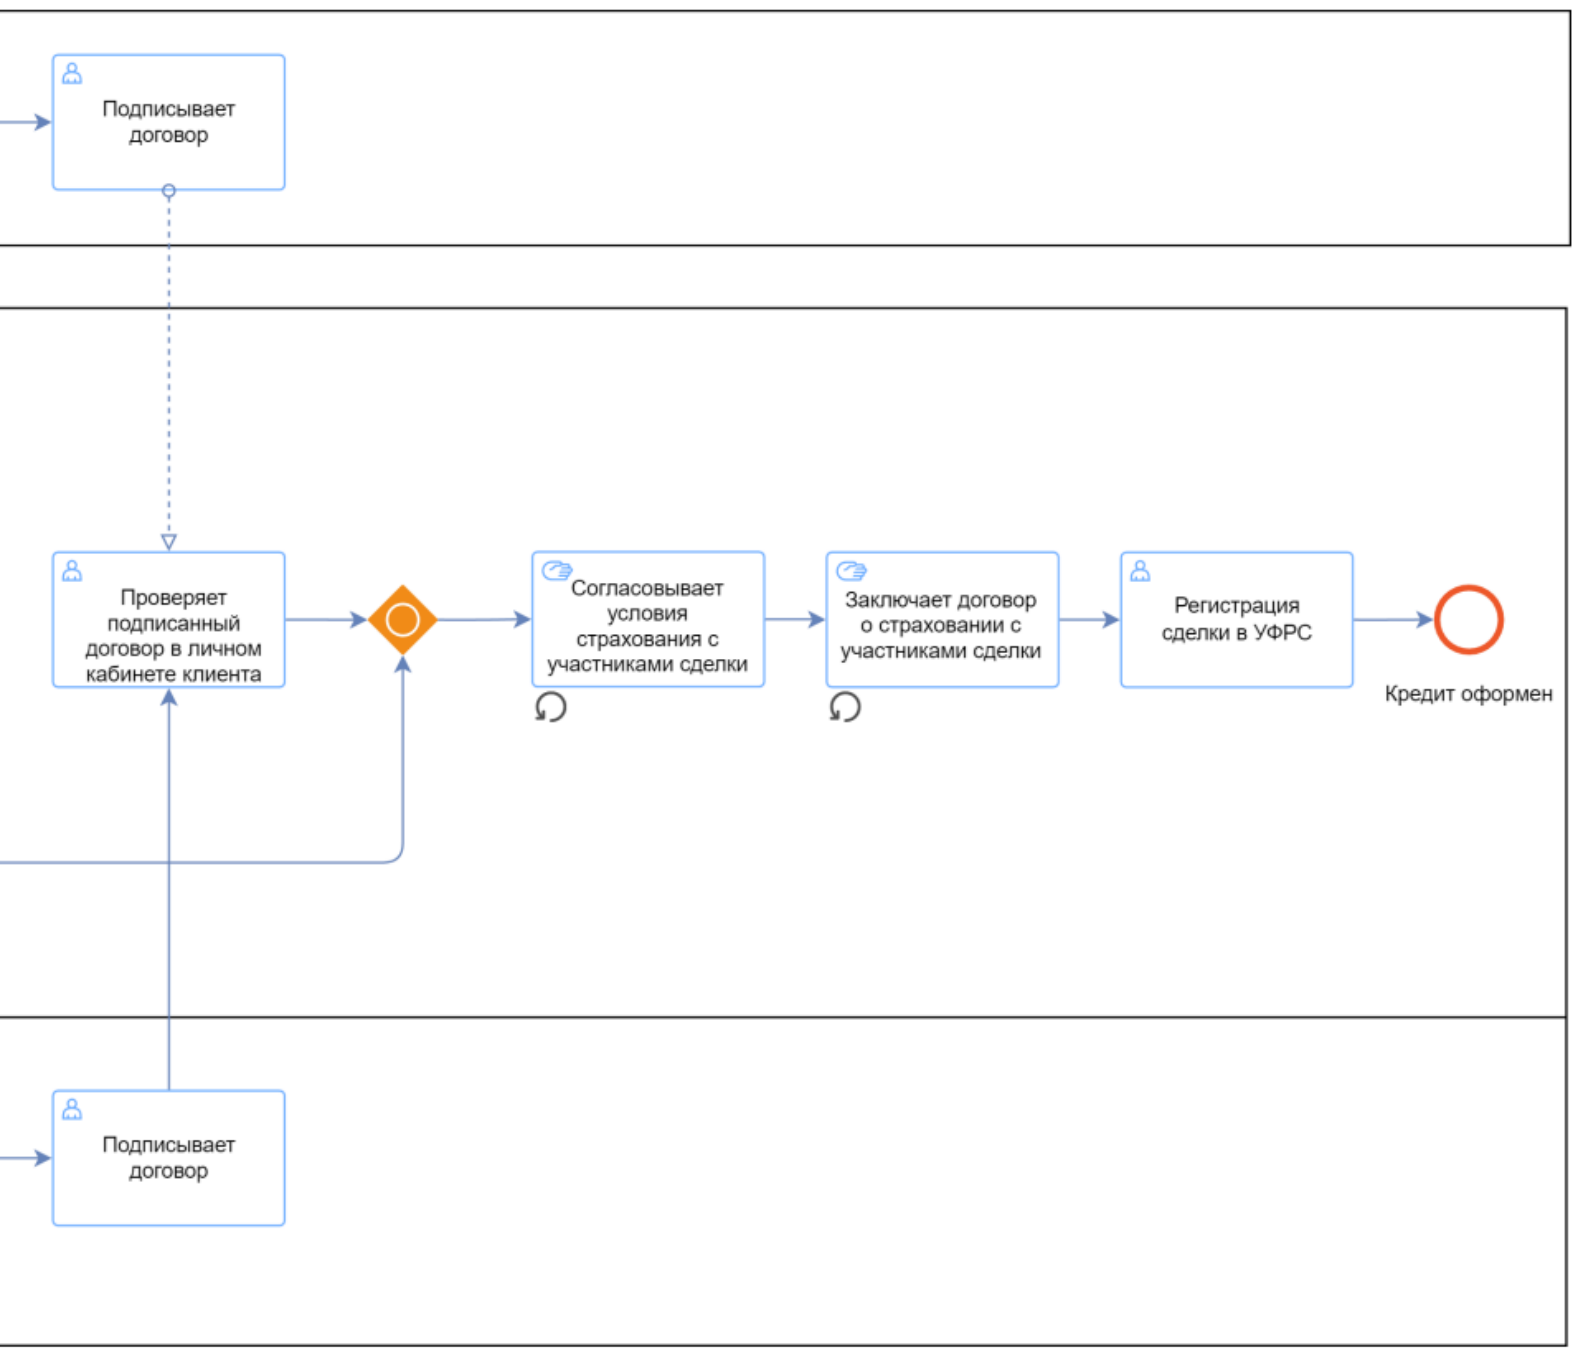 Подписывает
договор
Проверяет
подписанный
договор в личном
кабинете клиента
Согласовывает
условия
страхования с
участниками сделки
Заключает договор
о страховании с
участниками сделки
Регистрация
сделки в УФРС
Кредит оформен
Подписывает
договор